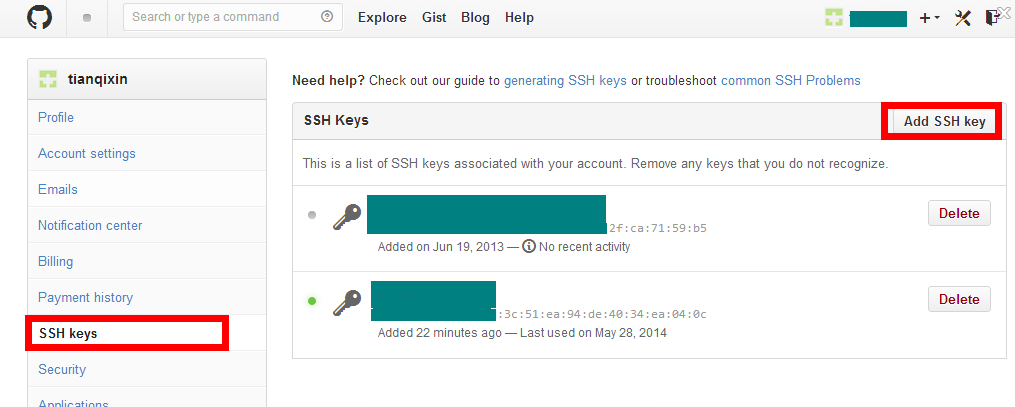 Search or type a command Explore Gist Blog Help
tianqixin
Profile
Account settings
Emails
Notification center
Billing
Payment history
SSH keys
Security
Applications
Need help? Check out our guide to generating SSH keys or troubleshoot common SSH Problems
SSH Keys Add SSH key
This is a list of SSH keys associated with your account. Remove any keys that you do not recognize.
2f:ca:71:59:b5 Delete
Added on Jun 19, 2013 — No recent activity
:3c:51:ea:94:de:40:34:ea:04:0c Delete
Added 22 minutes ago — Last used on May 28, 2014